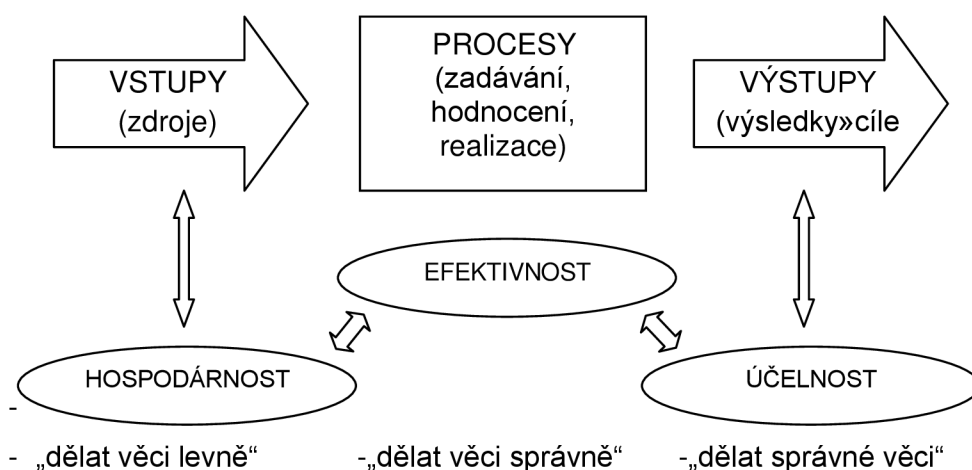 VSTUPY
(zdroje)
PROCESY
(zadávání,
hodnocení,
realizace)
VÝSTUPY
(výsledky»cíle
EFEKTIVNOST
HOSPODÁRNOST
ÚČELNOST
-
- „dělat věci levně“
-„dělat věci správně“
-„dělat správné věci“